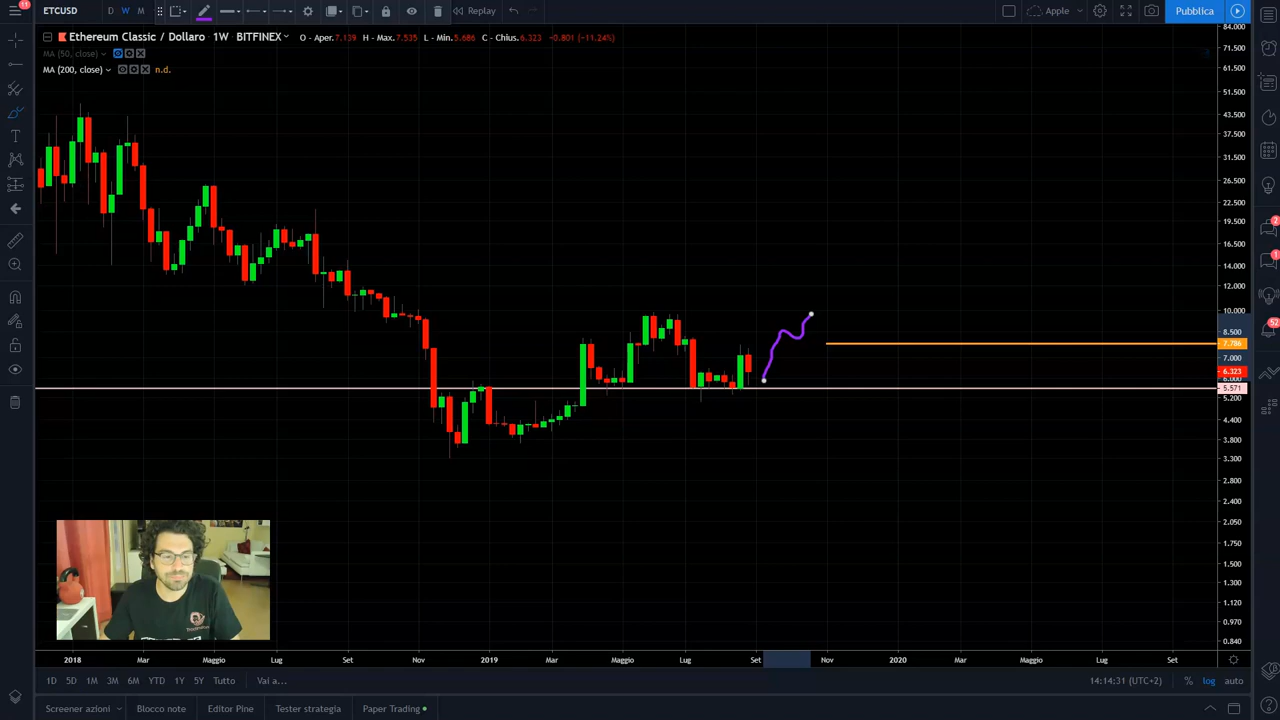 11
ETCUSD
D W M
Replay
Apple
Pubblica
Ethereum Classic / Dollaro · 1W · BITFINEX
O - Aper. 7.139 H - Max. 7.535 L - Min. 5.686 C - Chius. 6.323 −0.801 (−11.24%)
MA (50, close)
MA (200, close) n.d.
84.000
71.500
61.500
51.500
43.500
37.500
31.500
26.500
22.500
19.500
16.500
14.000
12.000
10.000
8.500
7.786
7.000
6.323
6.000
5.571
5.200
4.400
3.800
3.300
2.800
2.400
2.050
1.750
1.500
1.300
1.120
0.970
0.840
2
1
52
2018 Mar Maggio Lug Set Nov 2019 Mar Maggio Lug Set Nov 2020 Mar Maggio Lug Set
1D 5D 1M 3M 6M YTD 1Y 5Y Tutto Vai a...
14:14:31 (UTC+2) % log auto
Screener azioni Blocco note Editor Pine Tester strategia Paper Trading